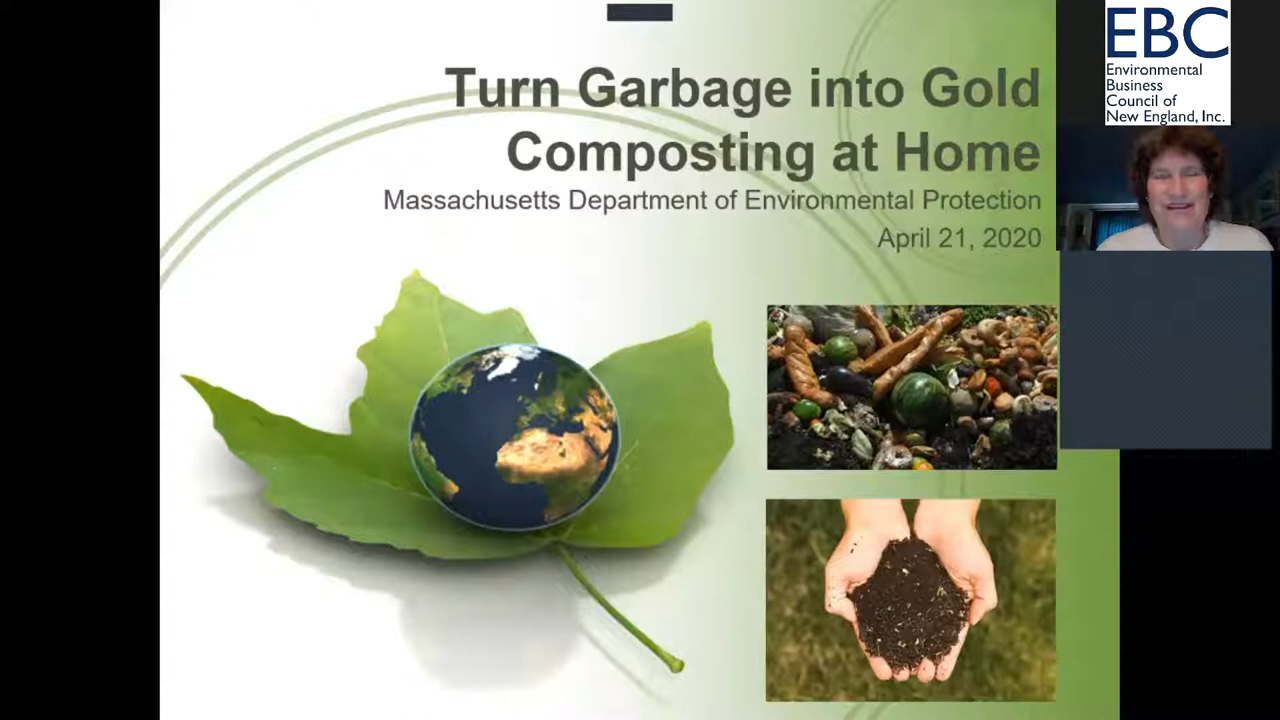 Turn Garbage into Gold
Composting at Home
Massachusetts Department of Environmental Protection
April 21, 2020
EBC
Environmental
Business
Council of
New England, Inc.